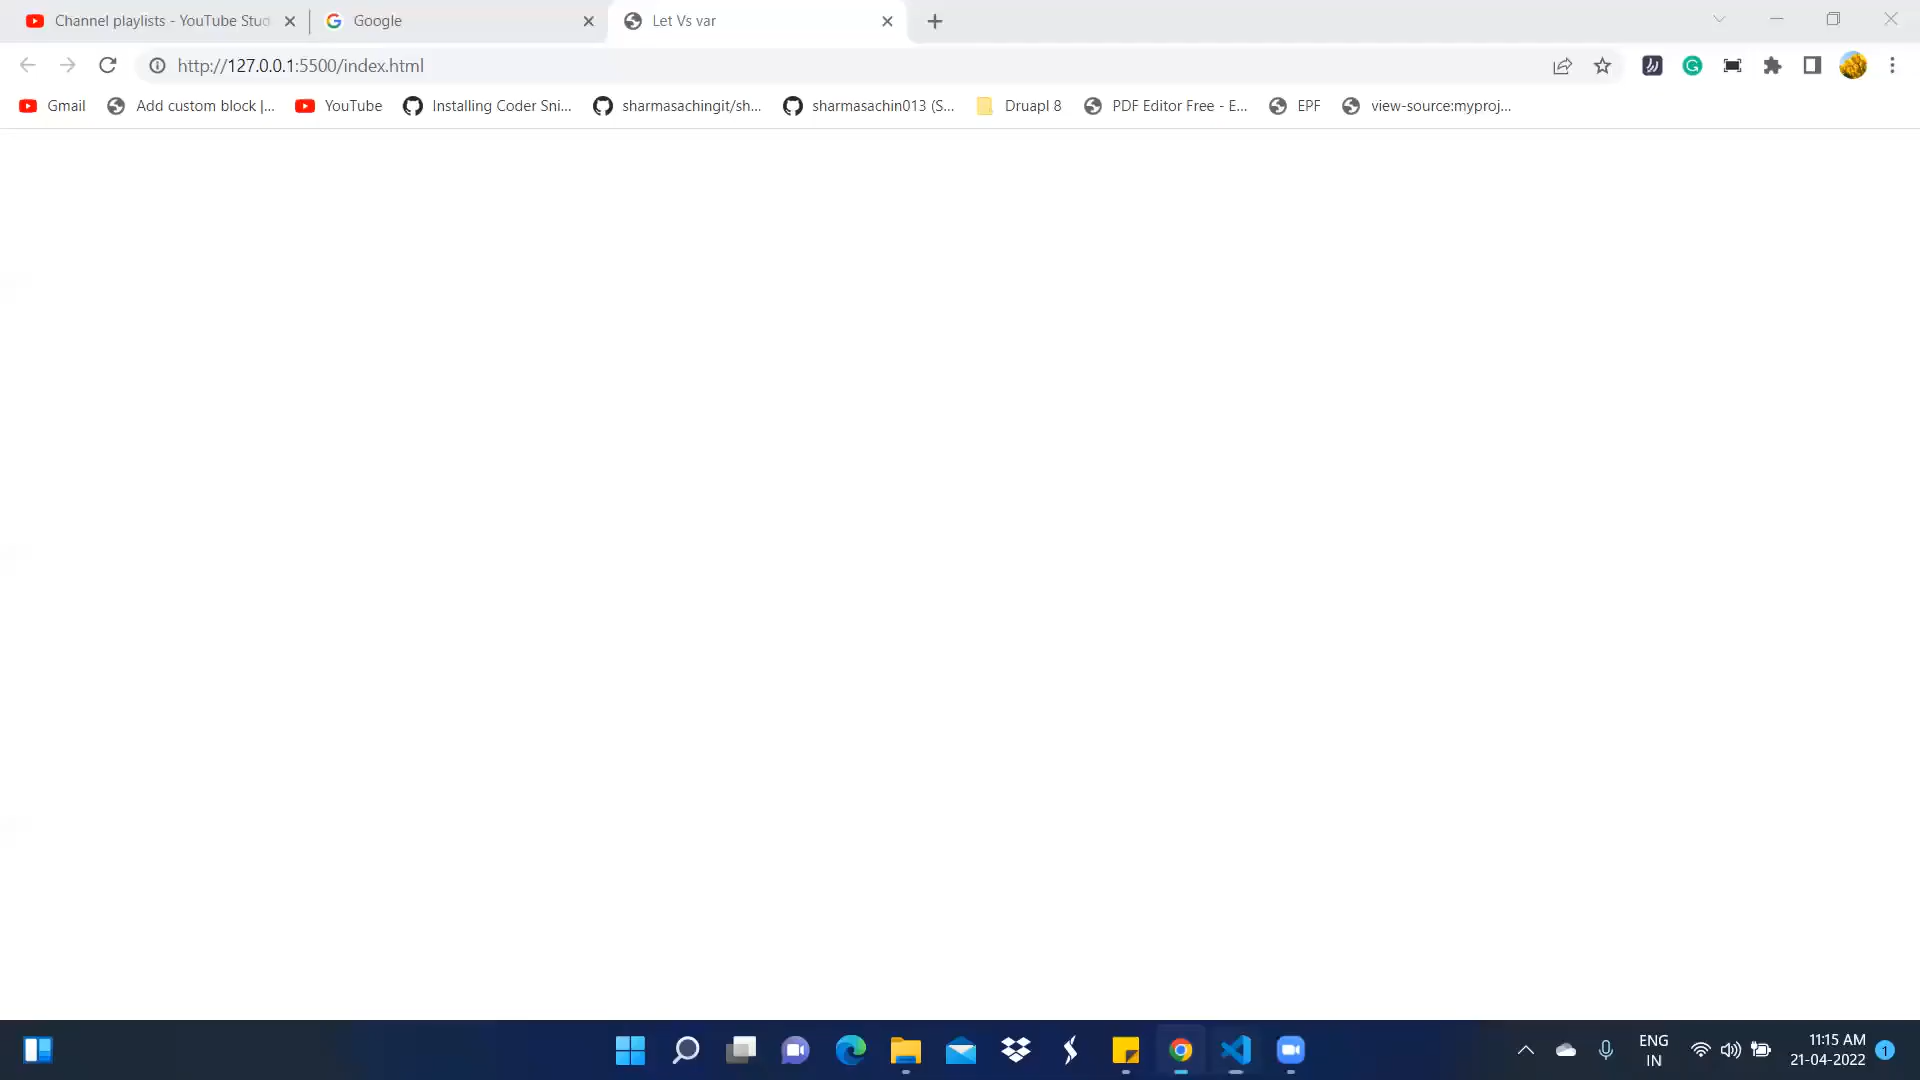 Channel playlists - YouTube Stud
Google
Let Vs var
http://127.0.0.1:5500/index.html
Gmail
Add custom block |...
YouTube
Installing Coder Sni...
sharmasachingit/sh...
sharmasachin013 (S...
Druapl 8
PDF Editor Free - E...
EPF
view-source:myproj...
ENG
IN
11:15 AM
21-04-2022
1